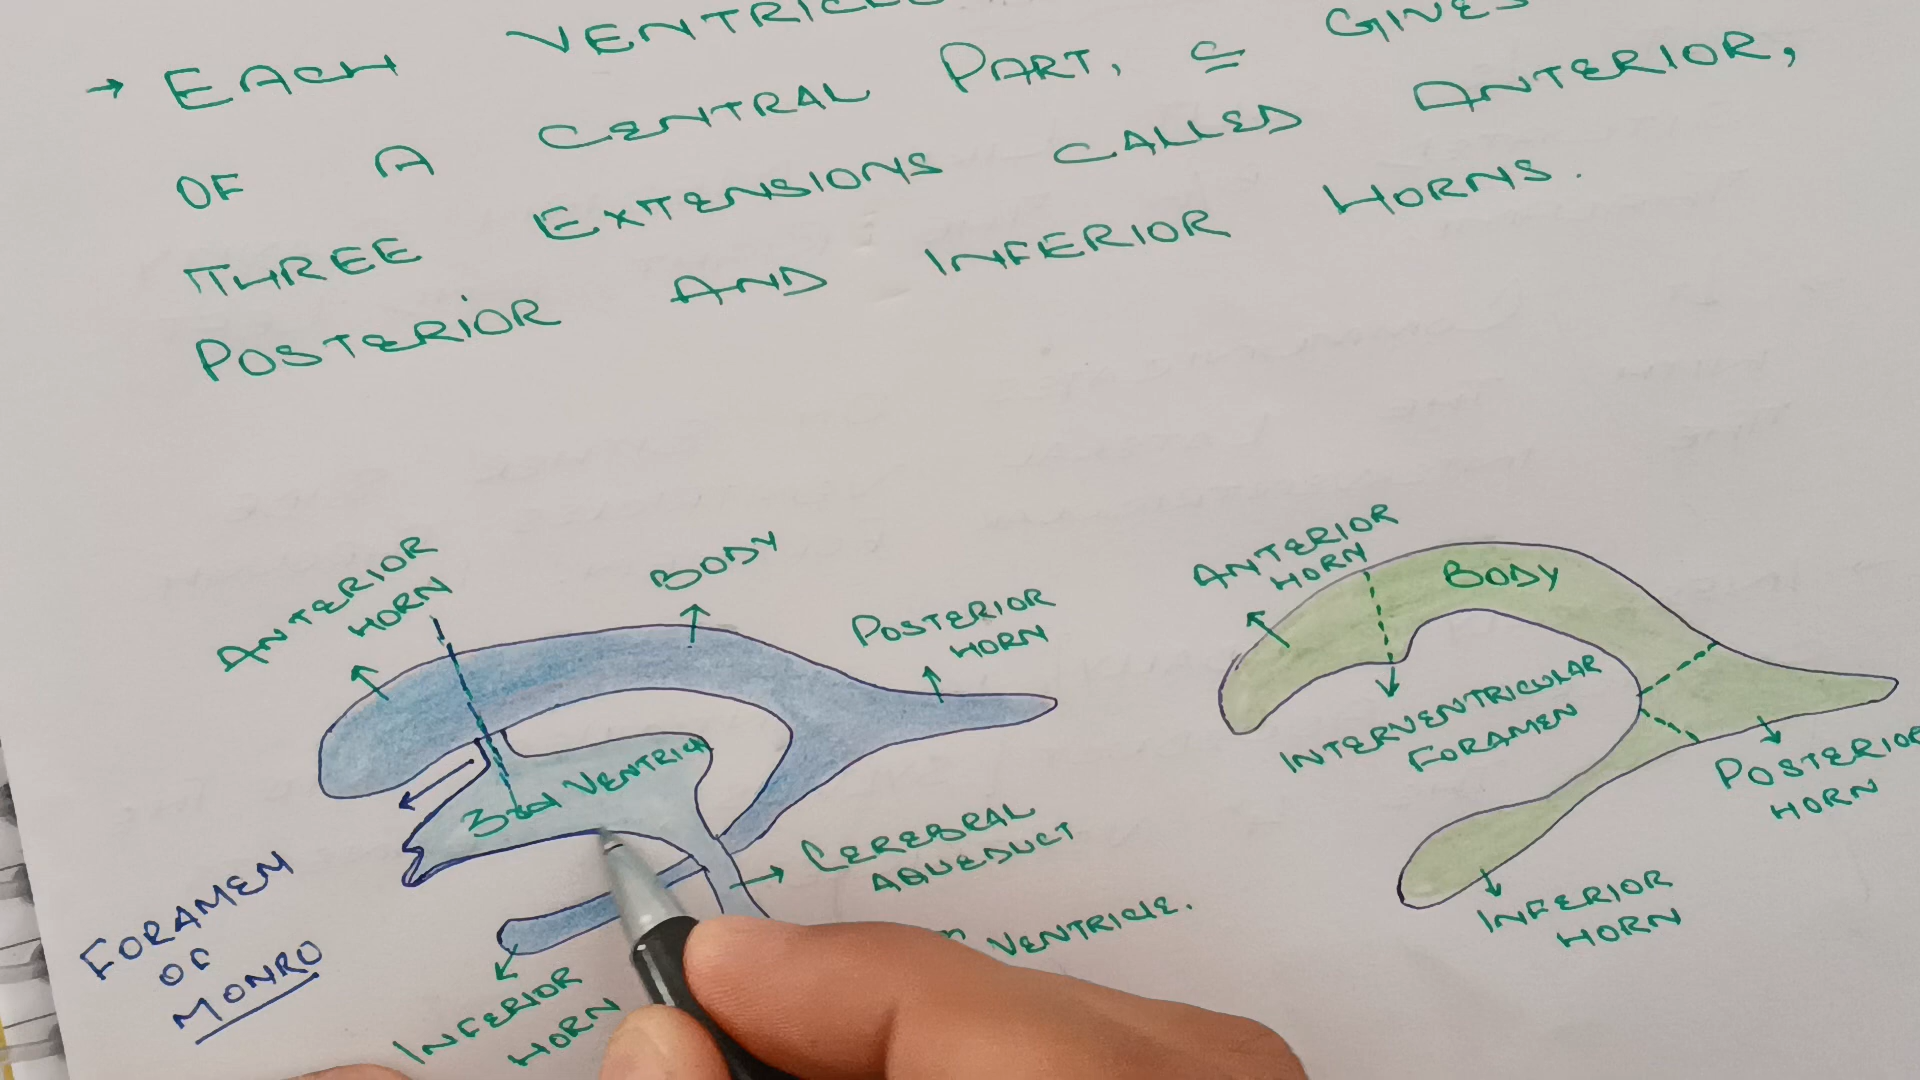 → EACH VENTRICLE
OF A CENTRAL PART, C GIVES
THREE EXTENSIONS CALLED ANTERIOR,
POSTERIOR AND INFERIOR HORNS.
ANTERIOR
HORN
BODY
POSTERIOR
HORN
3rd VENTRICLE
CEREBRAL
AQUEDUCT
VENTRICLE.
FORAMEN
OF
MONRO
INFERIOR
HORN
ANTERIOR
HORN
BODY
INTERVENTRICULAR
FORAMEN
POSTERIOR
HORN
INFERIOR
HORN